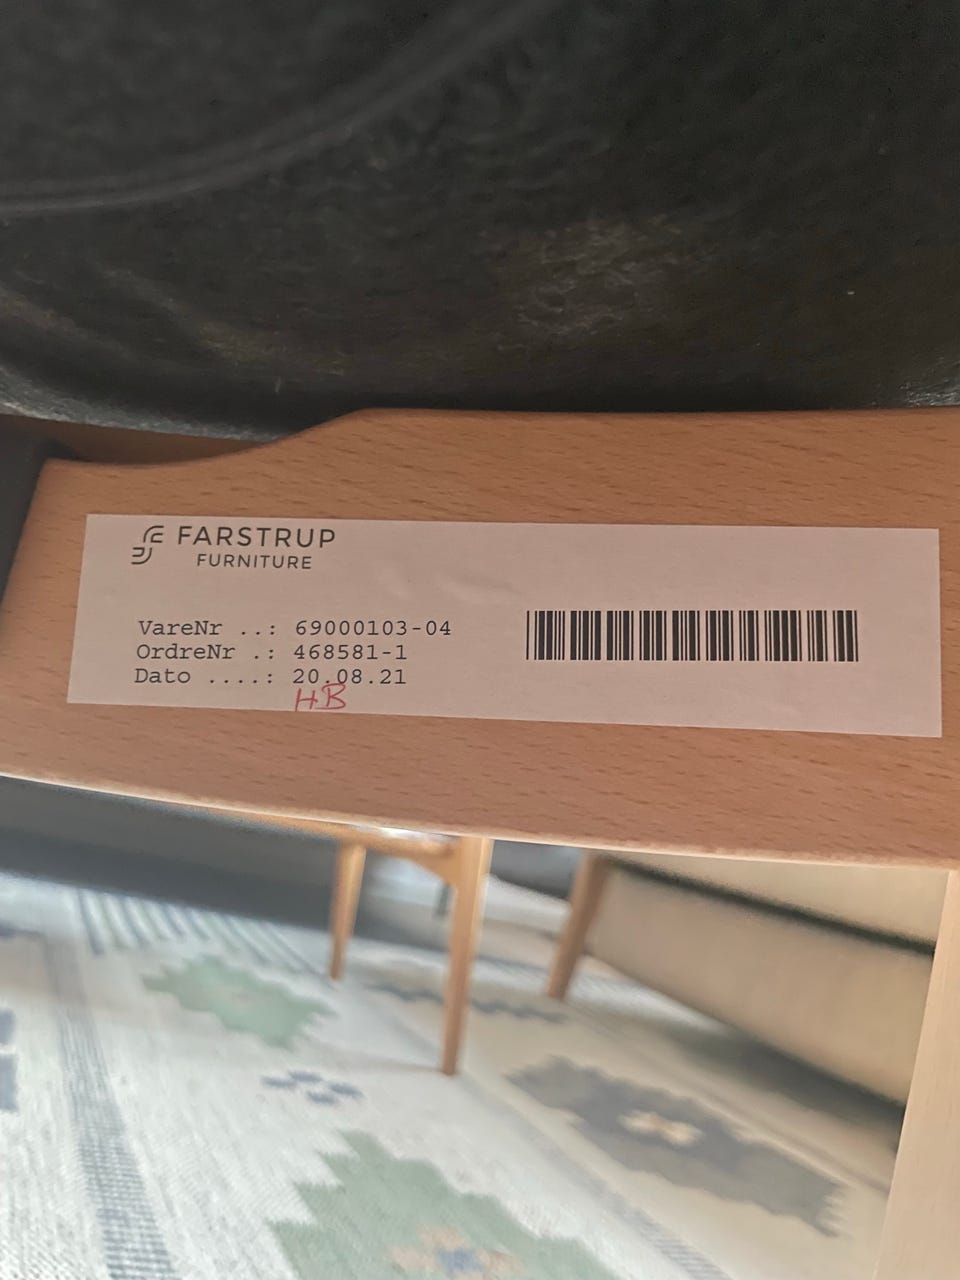 FARSTRUP
FURNITURE
VareNr ..: 69000103-04
OrdreNr .: 468581-1
Dato ....: 20.08.21
HB